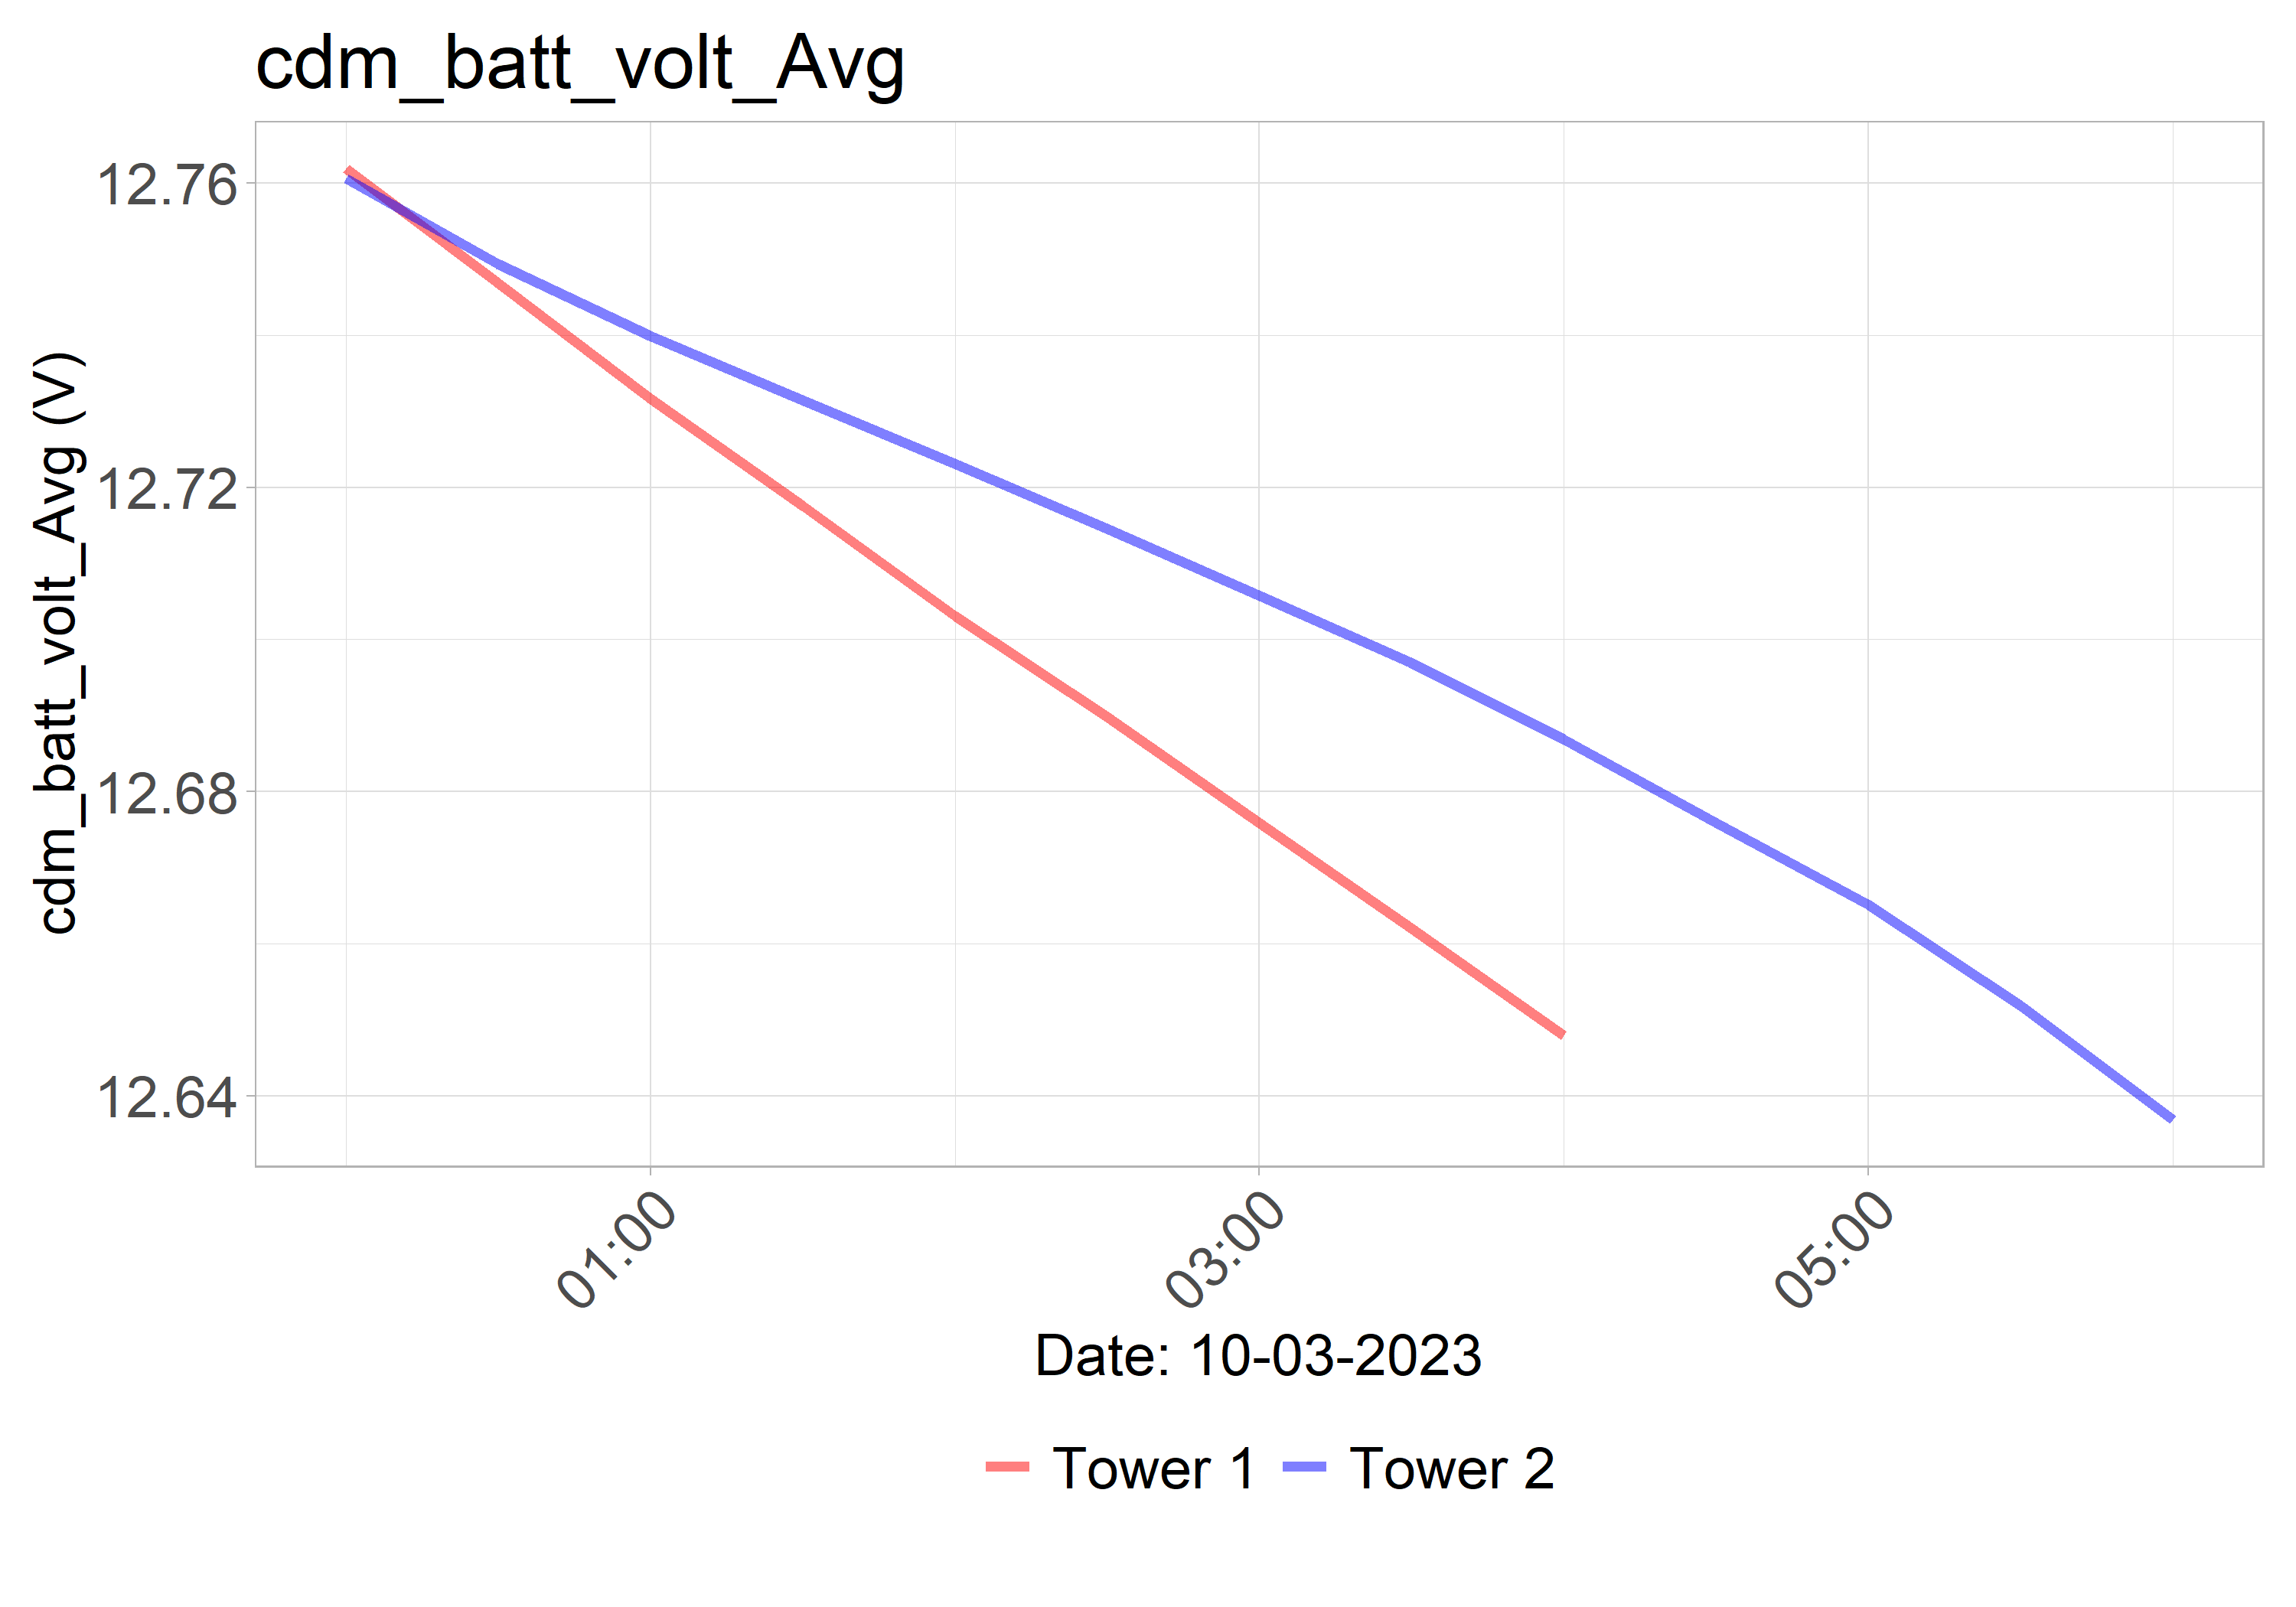 cdm_batt_volt_Avg
cdm_batt_volt_Avg (V)
12.76
12.72
12.68
12.64
01:00
03:00
05:00
Date: 10-03-2023
Tower 1
Tower 2